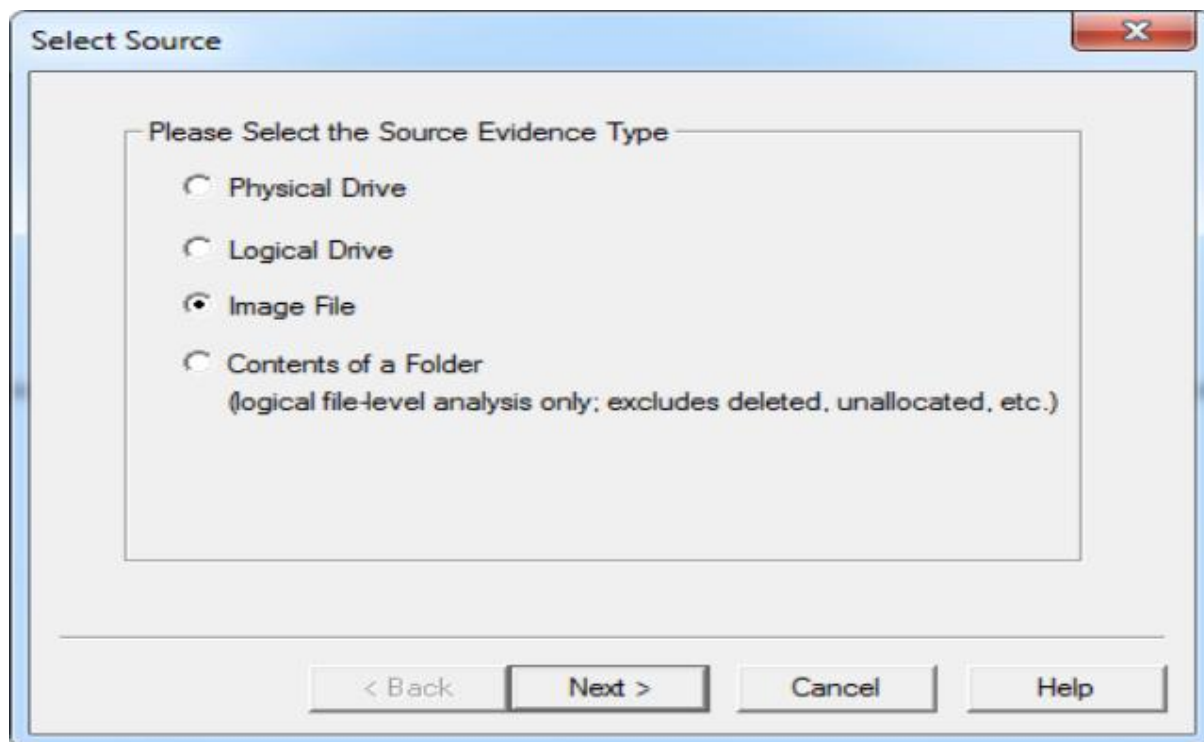 Select Source
Please Select the Source Evidence Type
Physical Drive
Logical Drive
Image File
Contents of a Folder
(logical file-level analysis only; excludes deleted, unallocated, etc.)
< Back Next > Cancel Help